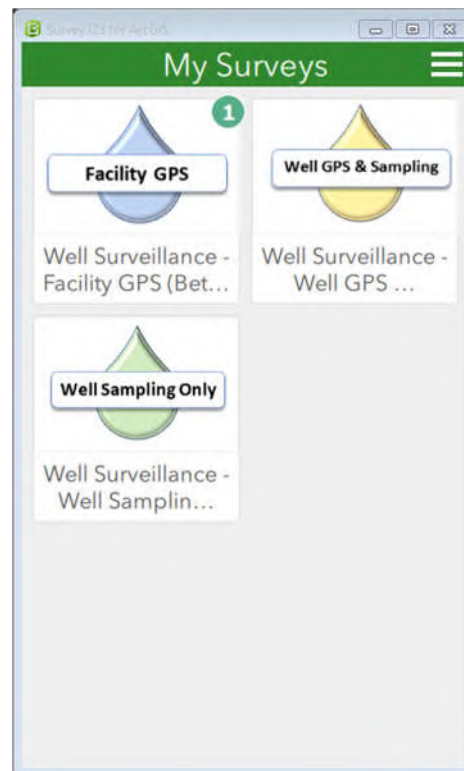 Survey123 for ArcGIS
My Surveys
1
Facility GPS
Well GPS & Sampling
Well Surveillance -
Facility GPS (Bet...
Well Surveillance -
Well GPS ...
Well Sampling Only
Well Surveillance -
Well Samplin...